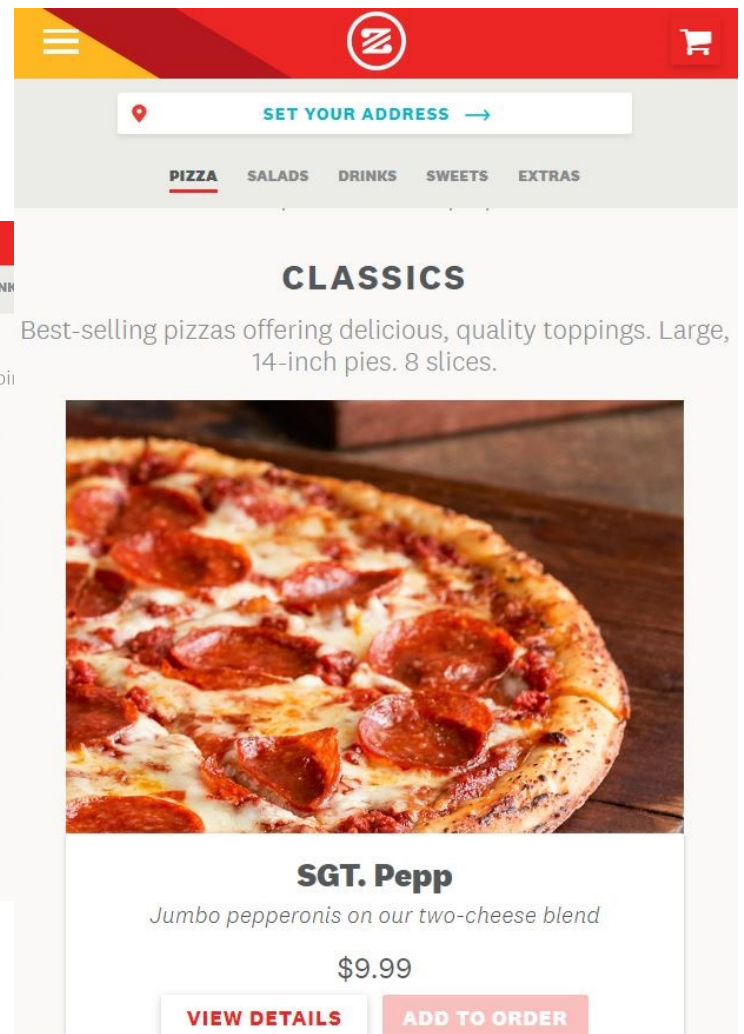 SET YOUR ADDRESS →
PIZZA SALADS DRINKS SWEETS EXTRAS
CLASSICS
Best-selling pizzas offering delicious, quality toppings. Large,
14-inch pies. 8 slices.
SGT. Pepp
Jumbo pepperonis on our two-cheese blend
$9.99
VIEW DETAILS ADD TO ORDER